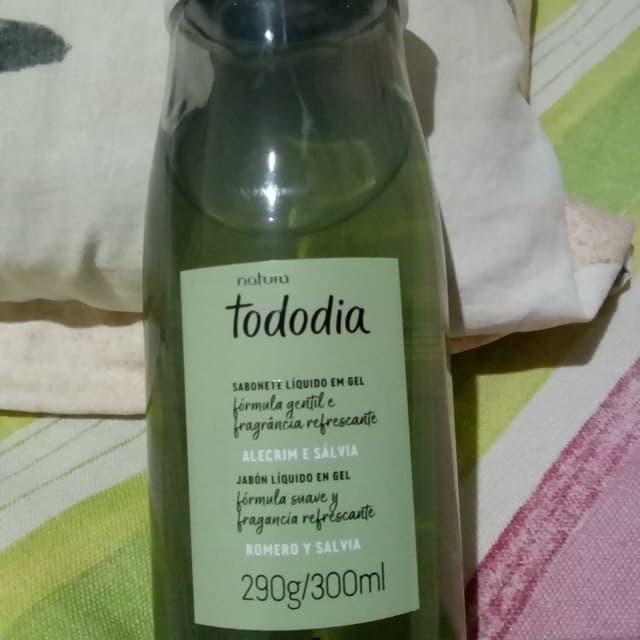 natura
tododia
SABONETE LÍQUIDO EM GEL
fórmula gentil e
fragrância refrescante
ALECRIM E SÁLVIA
JABÓN LÍQUIDO EN GEL
fórmula suave y
fragancia refrescante
ROMERO Y SALVIA
290g/300ml